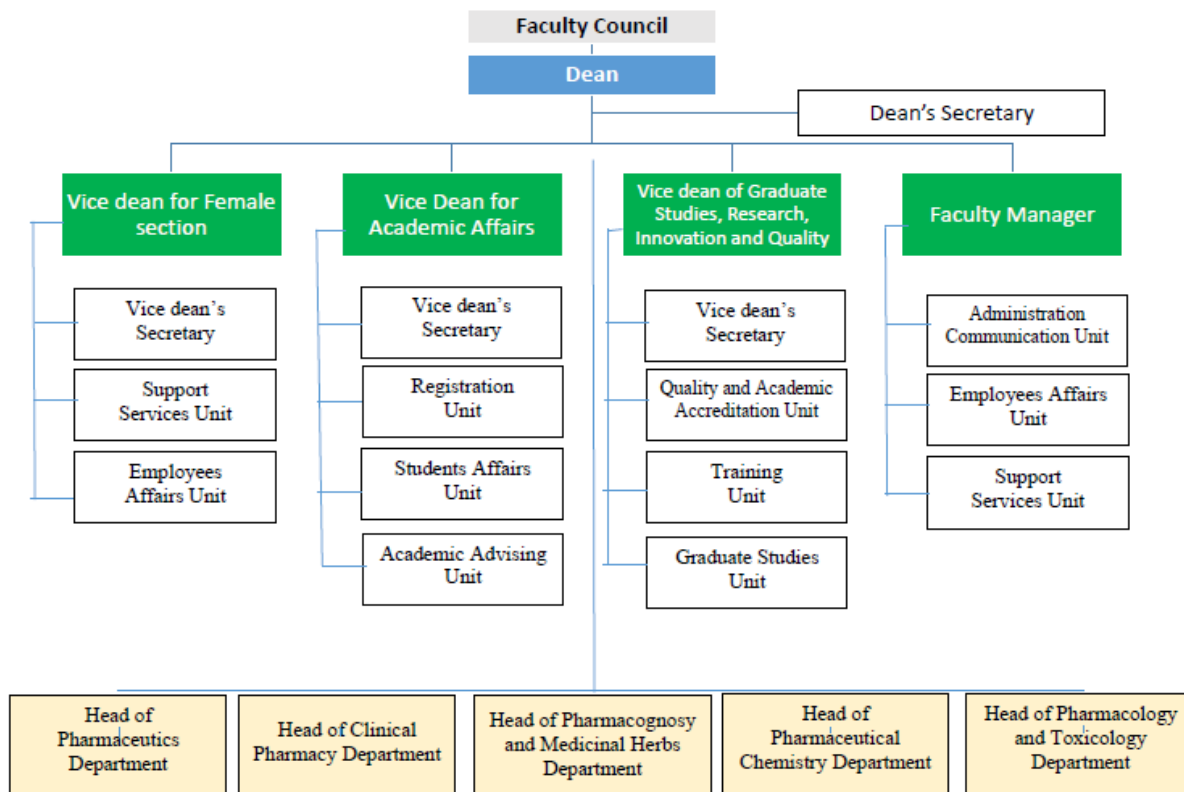 Faculty Council
Dean
Dean’s Secretary
Vice dean for Female
section
Vice Dean for
Academic Affairs
Vice dean of Graduate
Studies, Research,
Innovation and Quality
Faculty Manager
Vice dean’s
Secretary
Support
Services Unit
Employees
Affairs Unit
Vice dean’s
Secretary
Registration
Unit
Students Affairs
Unit
Academic Advising
Unit
Vice dean’s
Secretary
Quality and Academic
Accreditation Unit
Training
Unit
Graduate Studies
Unit
Administration
Communication Unit
Employees Affairs
Unit
Support
Services Unit
Head of
Pharmaceutics
Department
Head of Clinical
Pharmacy Department
Head of Pharmacognosy
and Medicinal Herbs
Department
Head of
Pharmaceutical
Chemistry Department
Head of Pharmacology
and Toxicology
Department